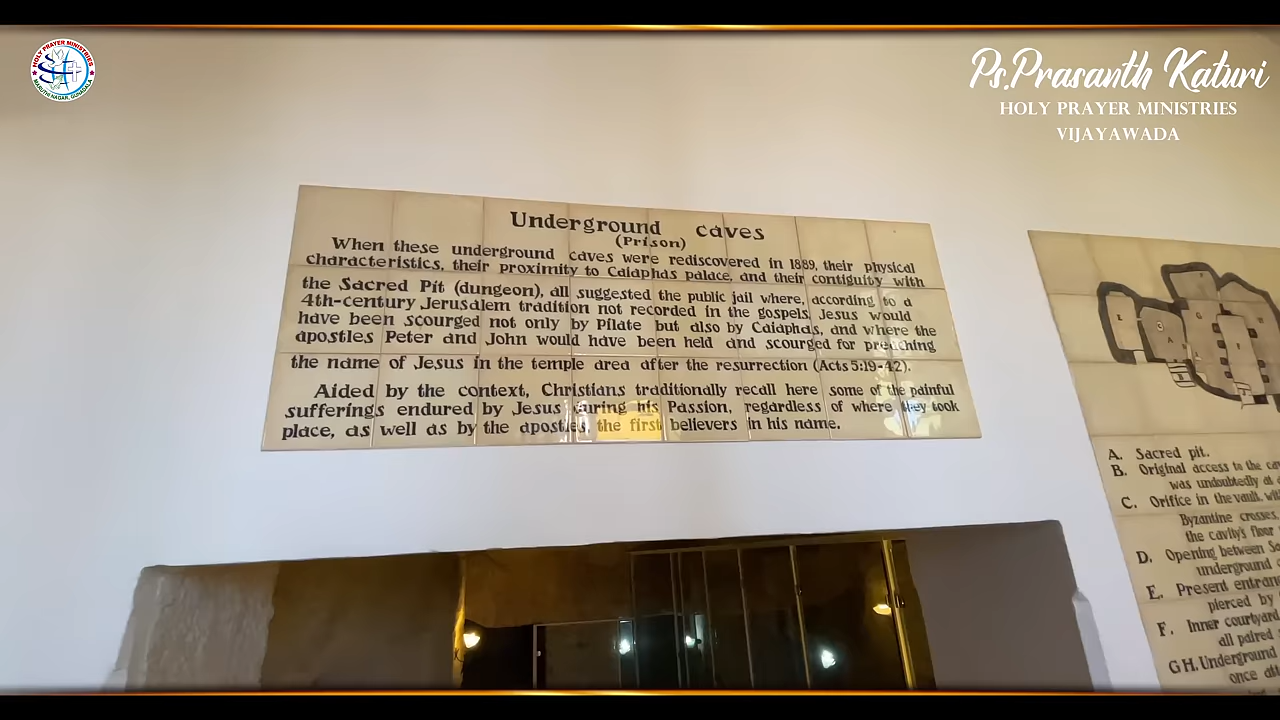 HOLY PRAYER MINISTRIES
MARUTHI NAGAR, GUNADALA
Ps.Prasanth Katuri
HOLY PRAYER MINISTRIES
VIJAYAWADA
Underground caves
(Prison)
When these underground caves were rediscovered in 1889, their physical
characteristics, their proximity to Caiaphas palace, and their contiguity with
the Sacred Pit (dungeon), all suggested the public jail where, according to a
4th-century Jerusalem tradition not recorded in the gospels, Jesus would
have been scourged not only by Pilate but also by Caiaphas, and where the
apostles Peter and John would have been held and scourged for preaching
the name of Jesus in the temple area after the resurrection (Acts 5:19-42).
Aided by the context, Christians traditionally recall here some of the painful
sufferings endured by Jesus during his Passion, regardless of where they took
place, as well as by the apostles, the first believers in his name.
A. Sacred pit.
B. Original access to the
was undoubtedly at
C. Orifice in the vault,
Byzantine crosses,
the cavity's floor
D. Opening between
underground
E. Present
pierced by
F. Inner courtyard
all paired
G H. Underground
once